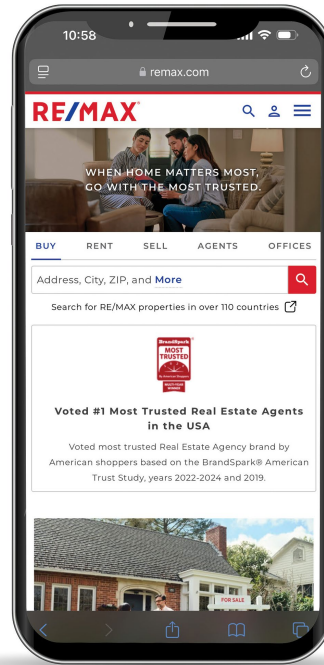 10:58
remax.com
RE/MAX
WHEN HOME MATTERS MOST,
GO WITH THE MOST TRUSTED.
BUY RENT SELL AGENTS OFFICES
Address, City, ZIP, and More
Search for RE/MAX properties in over 110 countries
BrandSpark
MOST
TRUSTED
By American Shoppers
Voted #1 Most Trusted Real Estate Agents
in the USA
Voted most trusted Real Estate Agency brand by
American shoppers based on the BrandSpark® American
Trust Study, years 2022-2024 and 2019.
FOR SALE